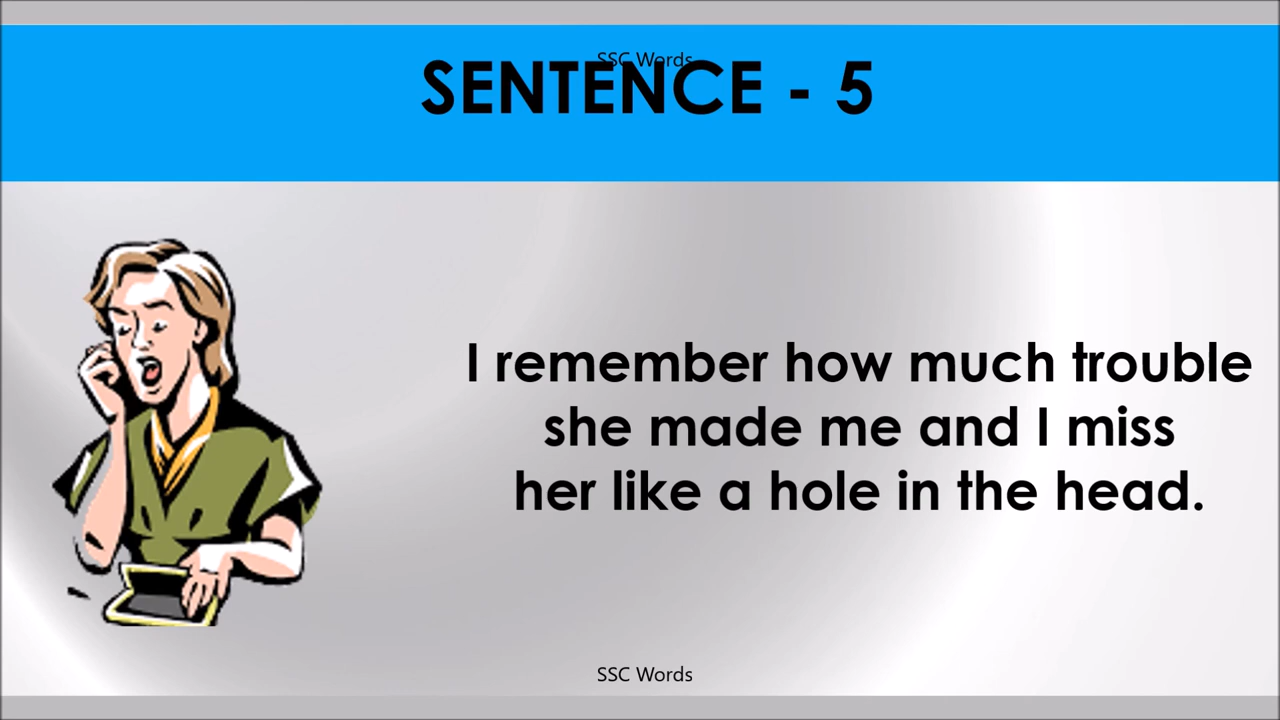 SSC Words
SENTENCE - 5
I remember how much trouble
she made me and I miss
her like a hole in the head.
SSC Words